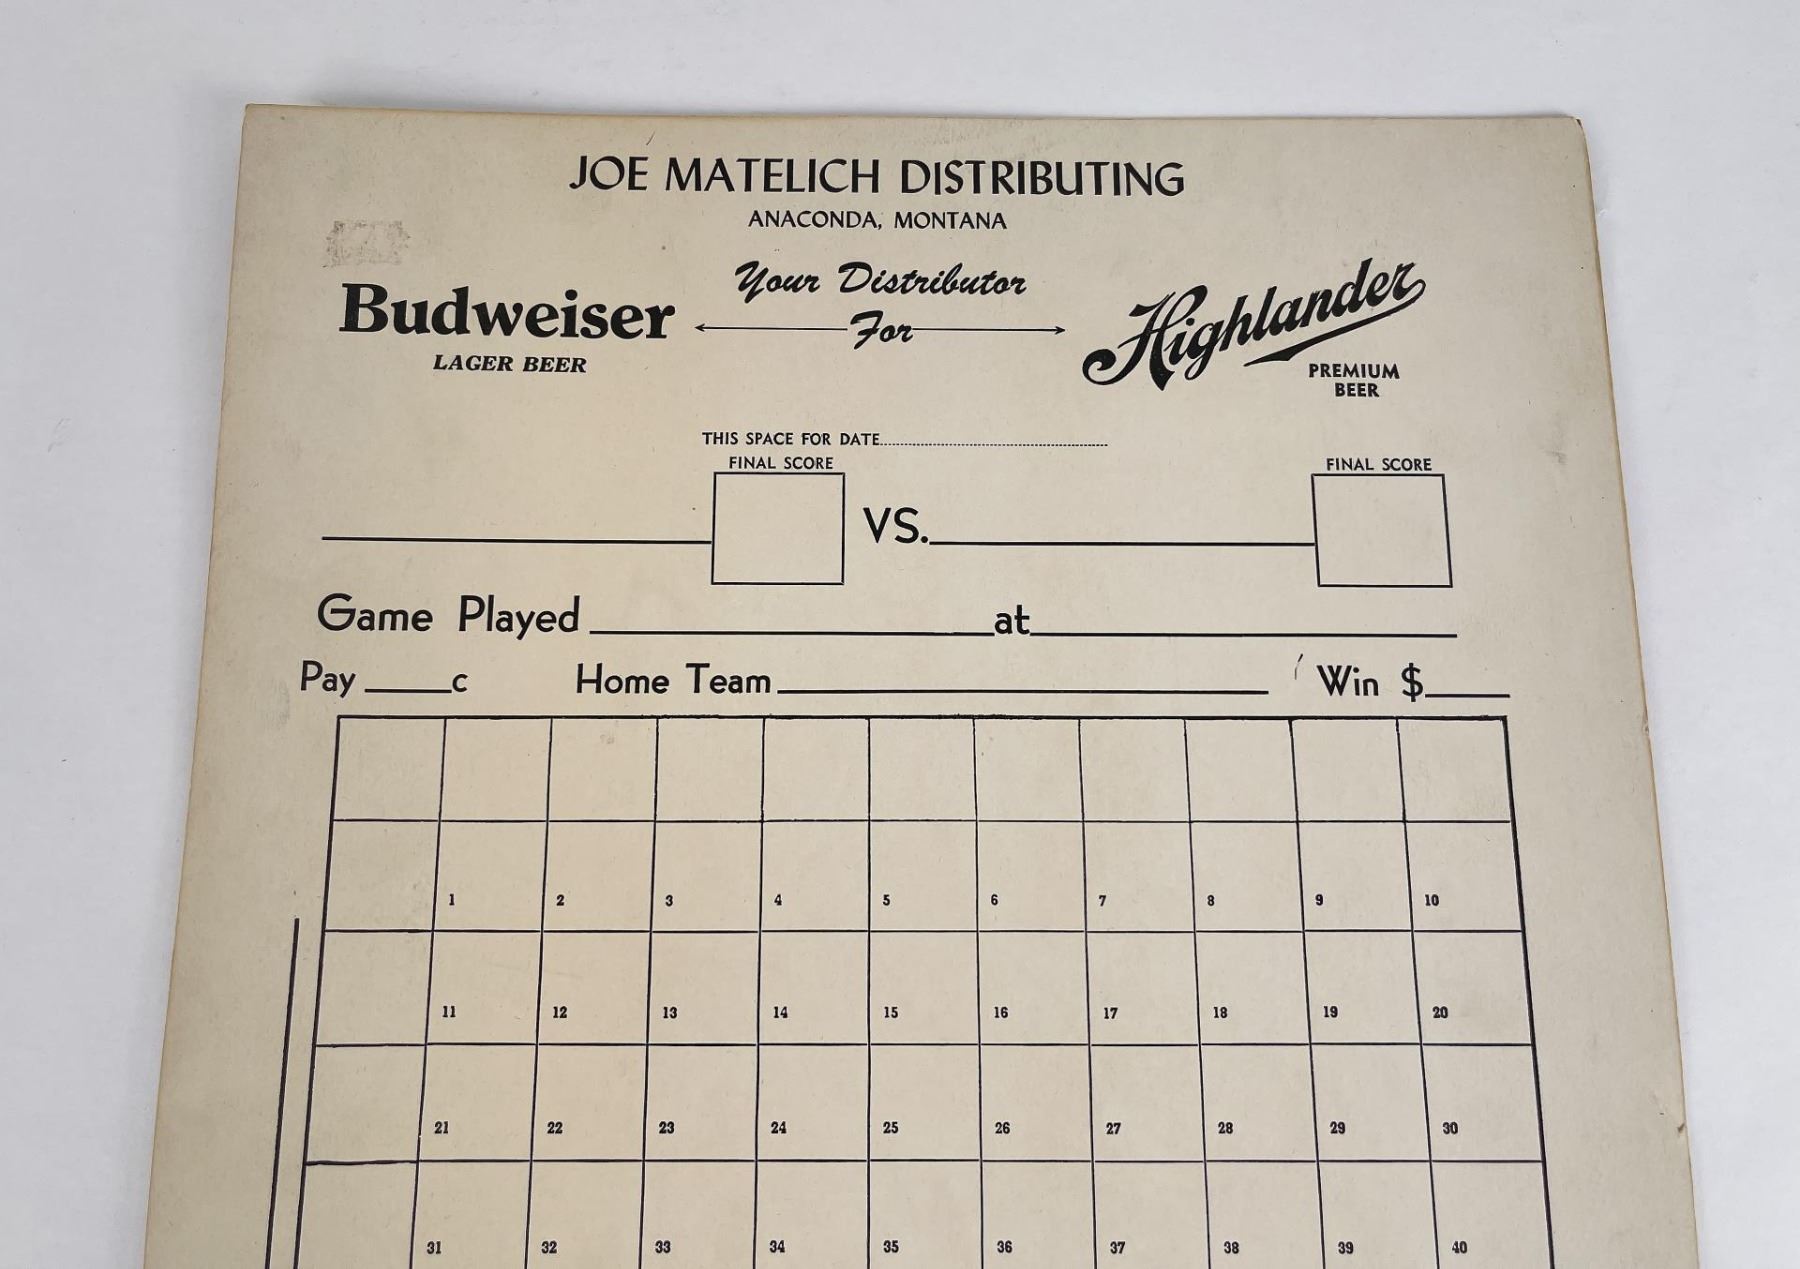 JOE MATELICH DISTRIBUTING
ANACONDA, MONTANA
Your Distributor
For
Budweiser
LAGER BEER
Highlander
PREMIUM
BEER
THIS SPACE FOR DATE
FINAL SCORE
FINAL SCORE
VS.
Game Played at
Pay c Home Team Win $
1 2 3 4 5 6 7 8 9 10
11 12 13 14 15 16 17 18 19 20
21 22 23 24 25 26 27 28 29 30
31 32 33 34 35 36 37 38 39 40